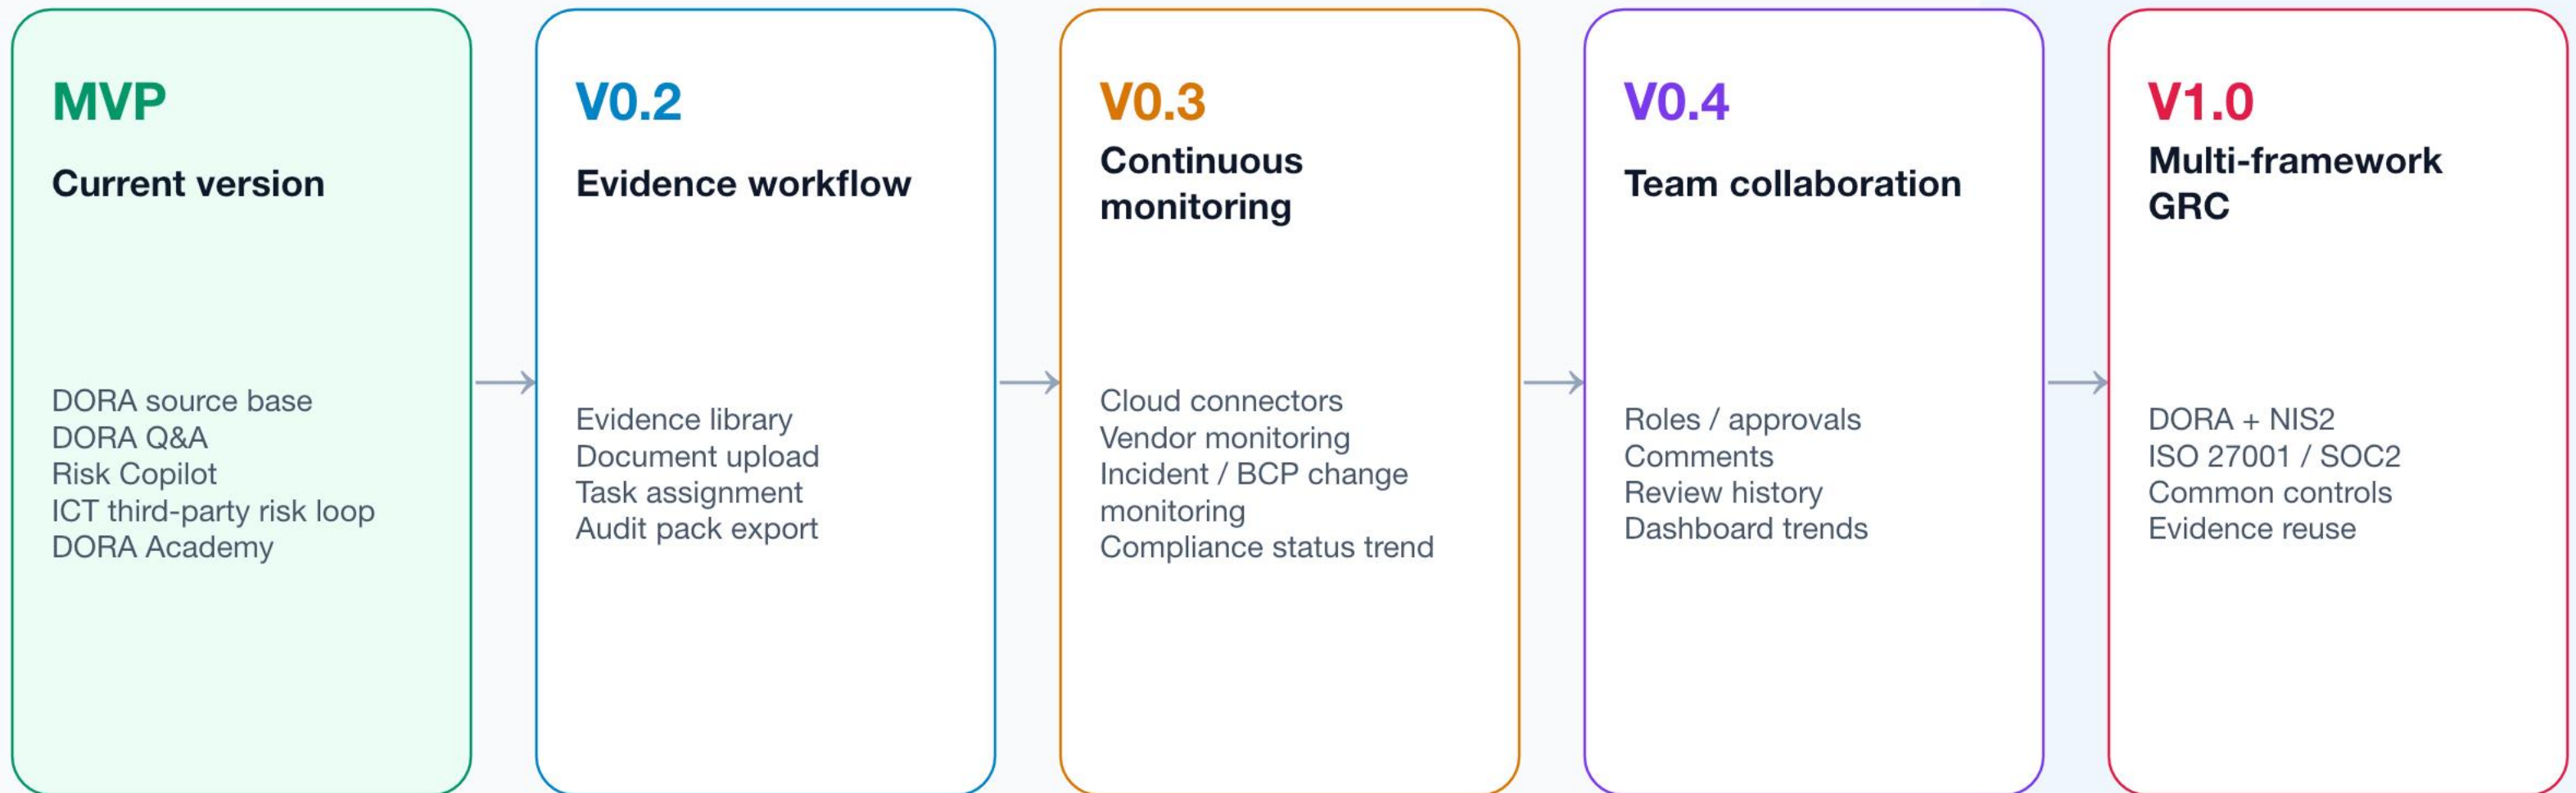 MVP
Current version
DORA source base
DORA Q&A
Risk Copilot
ICT third-party risk loop
DORA Academy
V0.2
Evidence workflow
Evidence library
Document upload
Task assignment
Audit pack export
V0.3
Continuous
monitoring
Cloud connectors
Vendor monitoring
Incident / BCP change
monitoring
Compliance status trend
V0.4
Team collaboration
Roles / approvals
Comments
Review history
Dashboard trends
V1.0
Multi-framework
GRC
DORA + NIS2
ISO 27001 / SOC2
Common controls
Evidence reuse